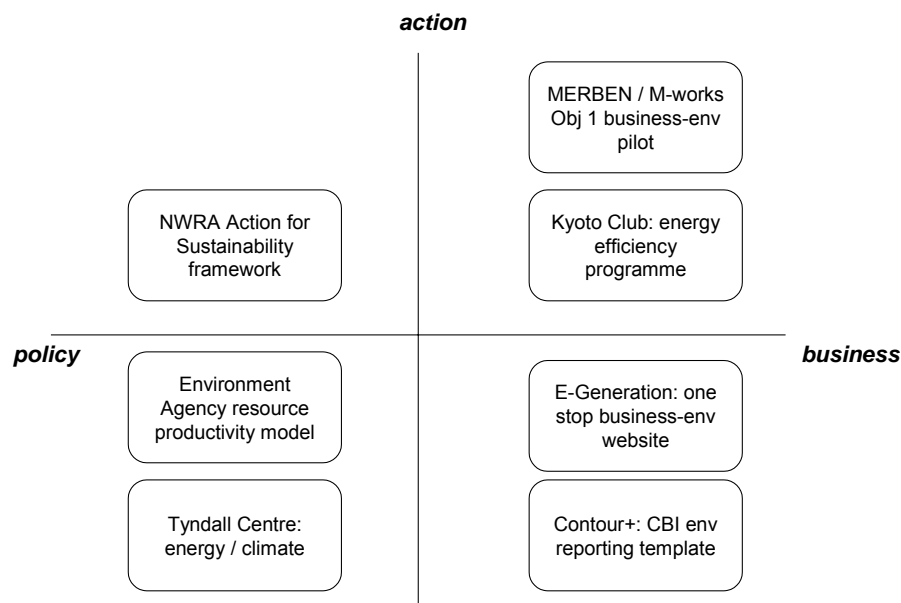 action
MERBEN / M-works
Obj 1 business-env
pilot
NWRA Action for
Sustainability
framework
Kyoto Club: energy
efficiency
programme
policy
business
Environment
Agency resource
productivity model
E-Generation: one
stop business-env
website
Tyndall Centre:
energy / climate
Contour+: CBI env
reporting template